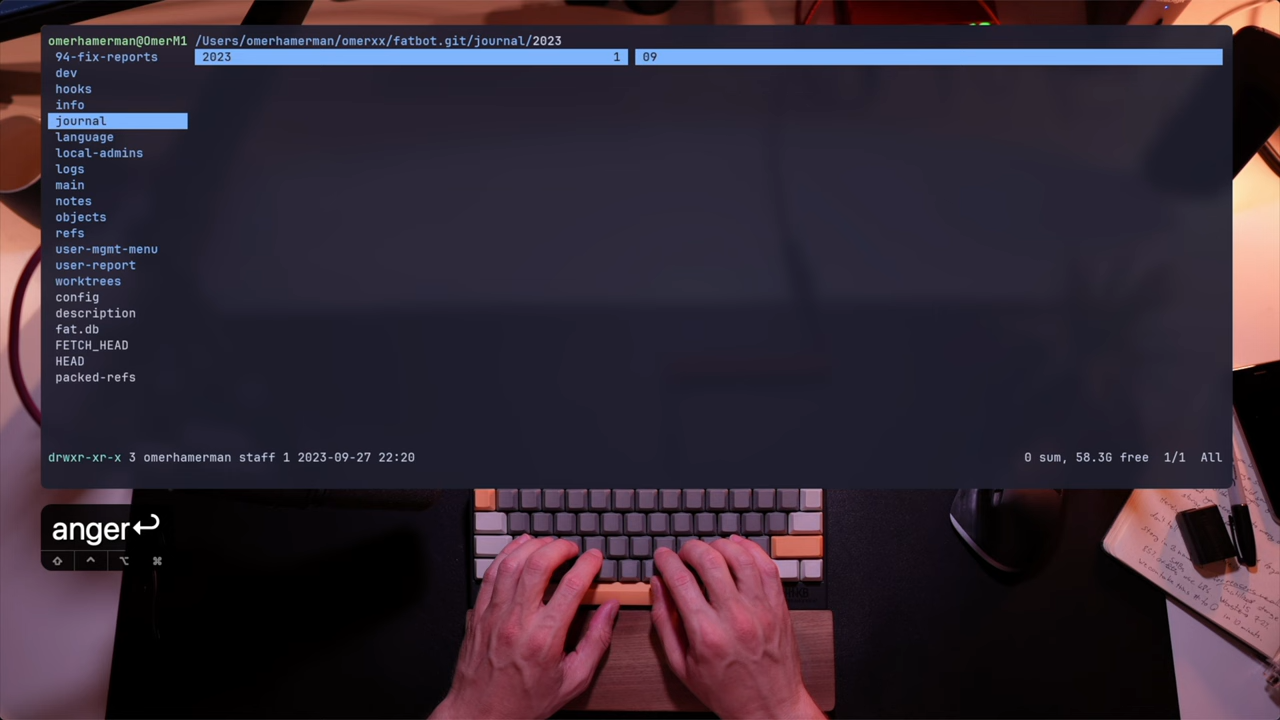 omerhamerman@OmerM1 /Users/omerhamerman/omerxx/fatbot.git/journal/2023
94-fix-reports 2023 1 09
dev
hooks
info
journal
language
local-admins
logs
main
notes
objects
refs
user-mgmt-menu
user-report
worktrees
config
description
fat.db
FETCH_HEAD
HEAD
packed-refs
drwxr-xr-x 3 omerhamerman staff 1 2023-09-27 22:20 0 sum, 58.3G free 1/1 All
anger↩
⇧ ^ ⌥ ⌘